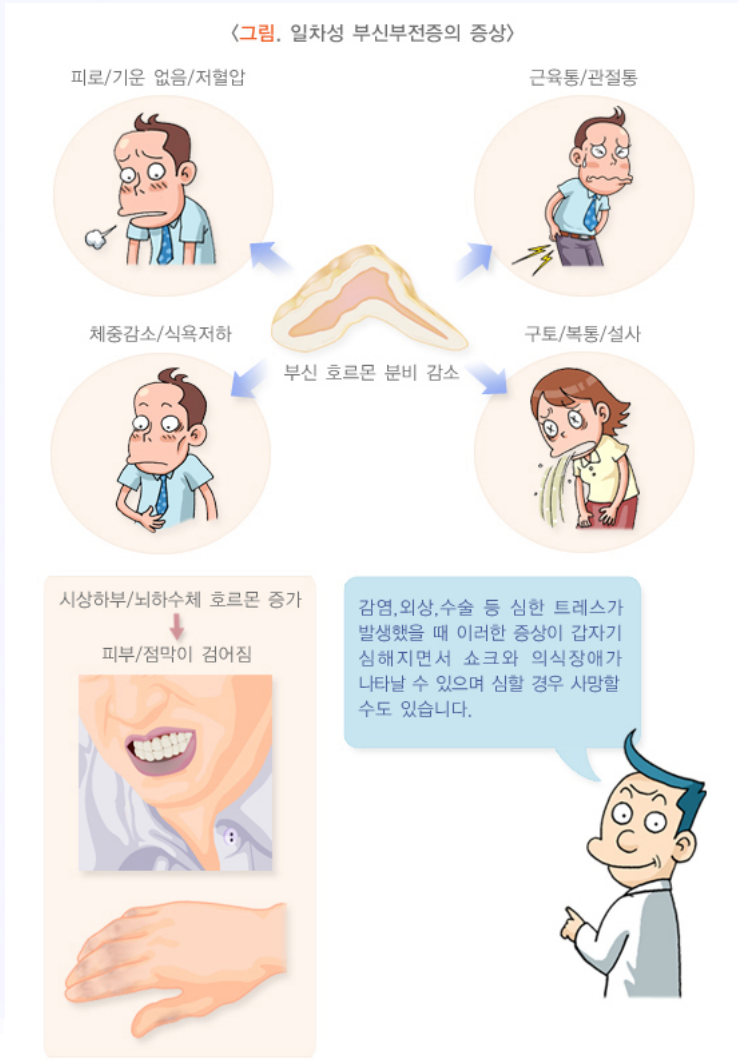 <그림. 일차성 부신부전증의 증상>
피로/기운 없음/저혈압
근육통/관절통
체중감소/식욕저하
구토/복통/설사
부신 호르몬 분비 감소
시상하부/뇌하수체 호르몬 증가
피부/점막이 검어짐
감염,외상,수술 등 심한 트레스가
발생했을 때 이러한 증상이 갑자기
심해지면서 쇼크와 의식장애가
나타날 수 있으며 심할 경우 사망할
수도 있습니다.